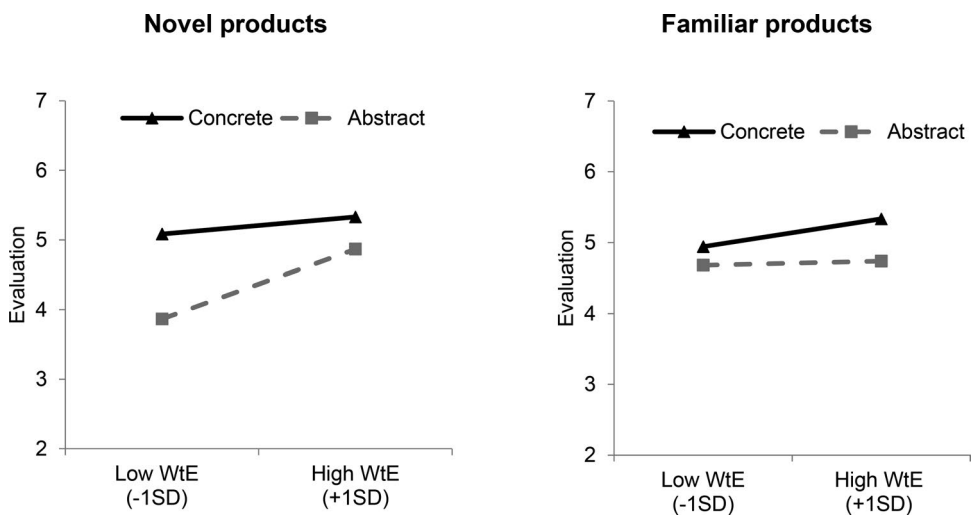 Novel products
7
6
5
4
3
2
Evaluation
Concrete
Abstract
Low WtE
(-1SD)
High WtE
(+1SD)
Familiar products
7
6
5
4
3
2
Evaluation
Concrete
Abstract
Low WtE
(-1SD)
High WtE
(+1SD)